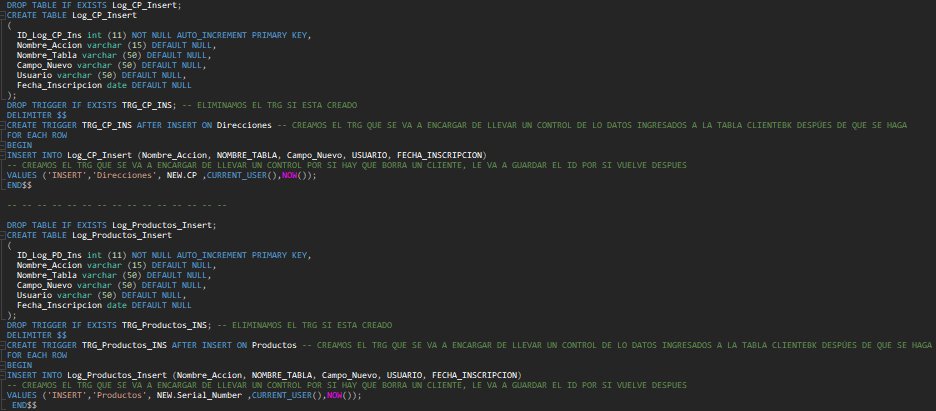 DROP TABLE IF EXISTS Log_CP_Insert;
CREATE TABLE Log_CP_Insert
(
ID_Log_CP_Ins int (11) NOT NULL AUTO_INCREMENT PRIMARY KEY,
Nombre_Accion varchar (15) DEFAULT NULL,
Nombre_Tabla varchar (50) DEFAULT NULL,
Campo_Nuevo varchar (50) DEFAULT NULL,
Usuario varchar (50) DEFAULT NULL,
Fecha_Inscripcion date DEFAULT NULL
);
DROP TRIGGER IF EXISTS TRG_CP_INS; -- ELIMINAMOS EL TRG SI ESTA CREADO
DELIMITER $$
CREATE TRIGGER TRG_CP_INS AFTER INSERT ON Direcciones -- CREAMOS EL TRG QUE SE VA A ENCARGAR DE LLEVAR UN CONTROL DE LO DATOS INGRESADOS A LA TABLA CLIENTEBK DESPÚES DE QUE SE HAGA
FOR EACH ROW
BEGIN
INSERT INTO Log_CP_Insert (Nombre_Accion, NOMBRE_TABLA, Campo_Nuevo, USUARIO, FECHA_INSCRIPCION)
-- CREAMOS EL TRG QUE SE VA A ENCARGAR DE LLEVAR UN CONTROL POR SI HAY QUE BORRA UN CLIENTE, LE VA A GUARDAR EL ID POR SI VUELVE DESPUES
VALUES ('INSERT','Direcciones', NEW.CP ,CURRENT_USER(),NOW());
END$$
-- -- -- -- -- -- -- -- -- -- -- -- -- -- --
DROP TABLE IF EXISTS Log_Productos_Insert;
CREATE TABLE Log_Productos_Insert
(
ID_Log_PD_Ins int (11) NOT NULL AUTO_INCREMENT PRIMARY KEY,
Nombre_Accion varchar (15) DEFAULT NULL,
Nombre_Tabla varchar (50) DEFAULT NULL,
Campo_Nuevo varchar (50) DEFAULT NULL,
Usuario varchar (50) DEFAULT NULL,
Fecha_Inscripcion date DEFAULT NULL
);
DROP TRIGGER IF EXISTS TRG_Productos_INS; -- ELIMINAMOS EL TRG SI ESTA CREADO
DELIMITER $$
CREATE TRIGGER TRG_Productos_INS AFTER INSERT ON Productos -- CREAMOS EL TRG QUE SE VA A ENCARGAR DE LLEVAR UN CONTROL DE LO DATOS INGRESADOS A LA TABLA CLIENTEBK DESPÚES DE QUE SE HAGA
FOR EACH ROW
BEGIN
INSERT INTO Log_Productos_Insert (Nombre_Accion, NOMBRE_TABLA, Campo_Nuevo, USUARIO, FECHA_INSCRIPCION)
-- CREAMOS EL TRG QUE SE VA A ENCARGAR DE LLEVAR UN CONTROL POR SI HAY QUE BORRA UN CLIENTE, LE VA A GUARDAR EL ID POR SI VUELVE DESPUES
VALUES ('INSERT','Productos', NEW.Serial_Number ,CURRENT_USER(),NOW());
END$$